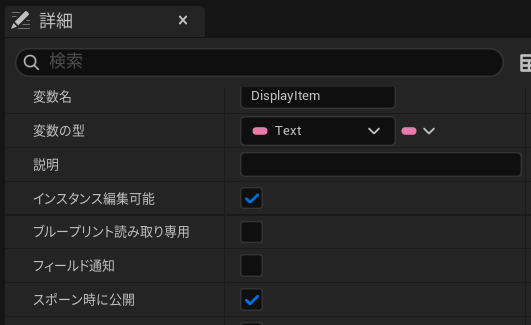 詳細
検索
変数名 DisplayItem
変数の型 Text
説明
インスタンス編集可能
ブループリント読み取り専用
フィールド通知
スポーン時に公開